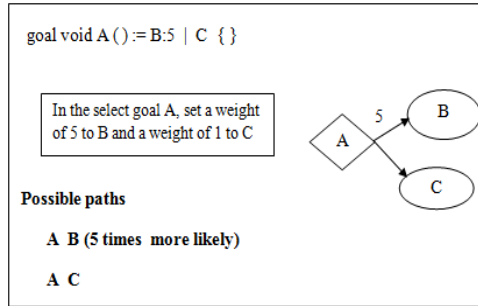 goal void A ( ) := B:5 | C { }
In the select goal A, set a weight
of 5 to B and a weight of 1 to C
5
B
A
C
Possible paths
A B (5 times more likely)
A C